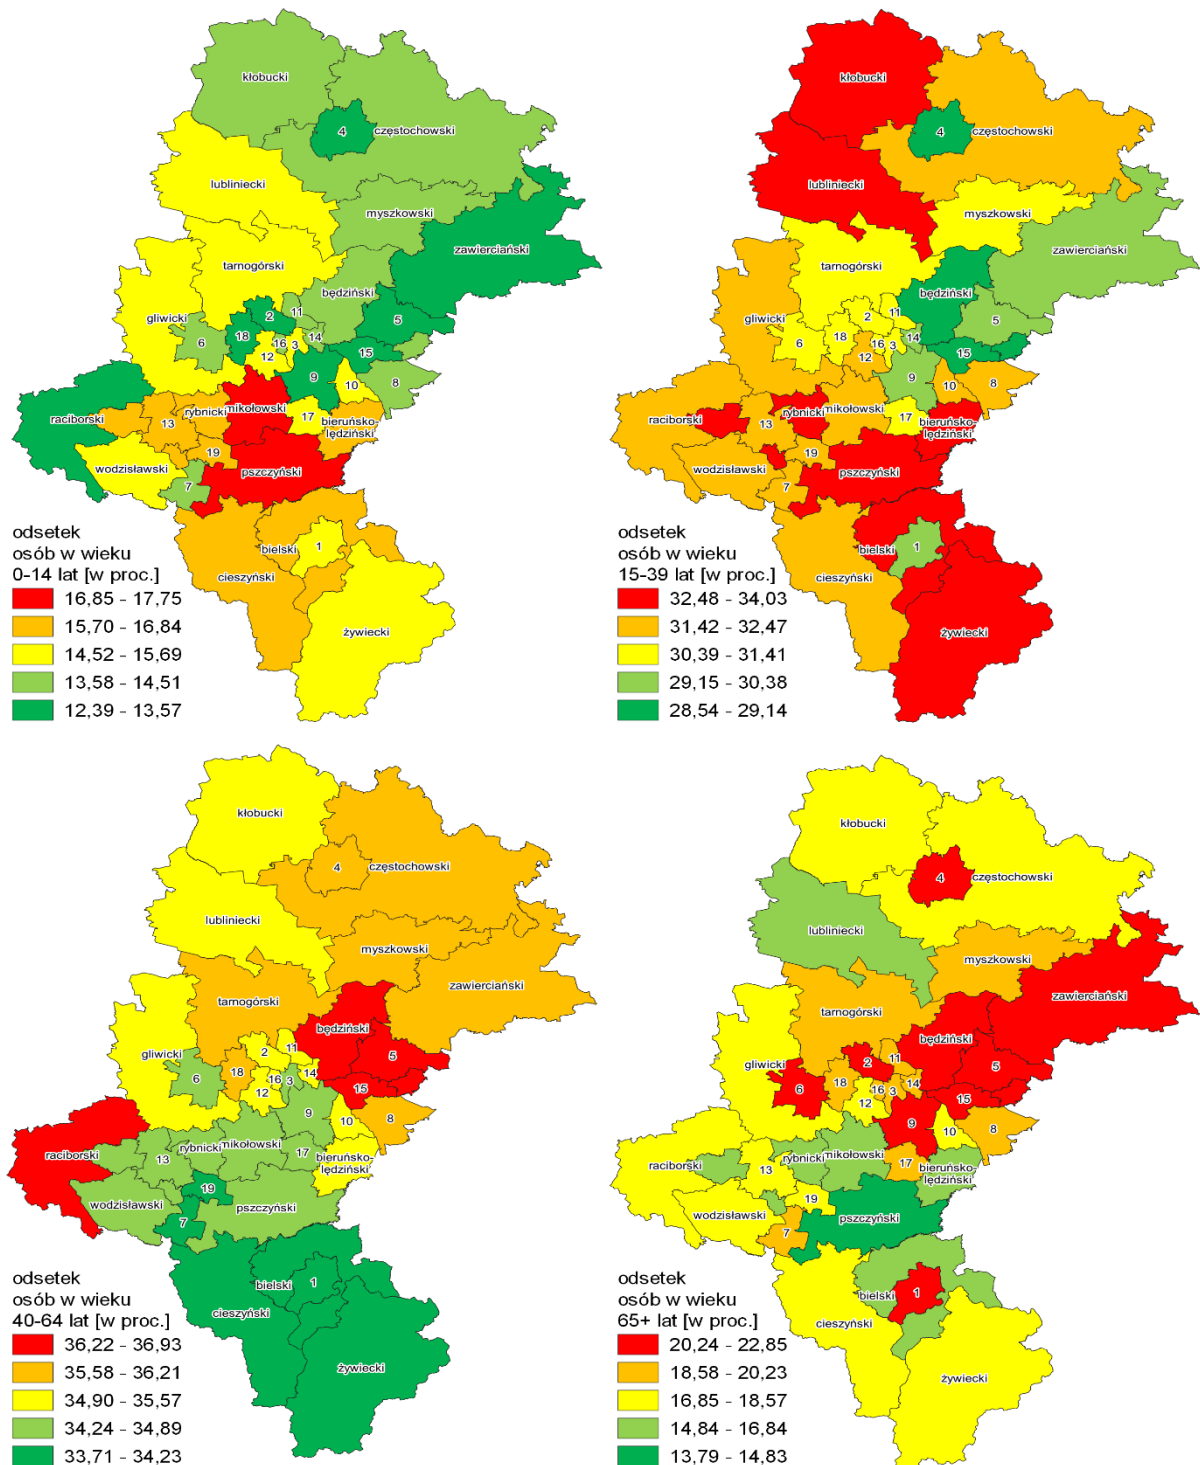 kłobucki
4
częstochowski
lubliniecki
myszkowski
zawierciański
tarnogórski
będziński
gliwicki
2
11
5
6
18
14
16
3
12
15
9
10
8
raciborski
rybnicki
mikołowski
13
17
bieruńsko-
lędziński
19
wodzisławski
pszczyński
7
bielski
1
cieszyński
żywiecki
odsetek
osób w wieku
0-14 lat [w proc.]
16,85 - 17,75
15,70 - 16,84
14,52 - 15,69
13,58 - 14,51
12,39 - 13,57
kłobucki
4
częstochowski
lubliniecki
myszkowski
zawierciański
tarnogórski
będziński
gliwicki
2
11
5
6
18
14
16
3
12
15
9
10
8
raciborski
rybnicki
mikołowski
13
17
bieruńsko-
lędziński
19
wodzisławski
pszczyński
7
bielski
1
cieszyński
żywiecki
odsetek
osób w wieku
15-39 lat [w proc.]
32,48 - 34,03
31,42 - 32,47
30,39 - 31,41
29,15 - 30,38
28,54 - 29,14
kłobucki
4
częstochowski
lubliniecki
myszkowski
zawierciański
tarnogórski
będziński
gliwicki
2
11
5
6
18
14
16
3
12
15
9
10
8
raciborski
rybnicki
mikołowski
13
17
bieruńsko-
lędziński
19
wodzisławski
pszczyński
7
bielski
1
cieszyński
żywiecki
odsetek
osób w wieku
40-64 lat [w proc.]
36,22 - 36,93
35,58 - 36,21
34,90 - 35,57
34,24 - 34,89
33,71 - 34,23
kłobucki
4
częstochowski
lubliniecki
myszkowski
zawierciański
tarnogórski
będziński
gliwicki
2
11
5
6
18
14
16
3
12
15
9
10
8
raciborski
rybnicki
mikołowski
13
17
bieruńsko-
lędziński
19
wodzisławski
pszczyński
7
bielski
1
cieszyński
żywiecki
odsetek
osób w wieku
65+ lat [w proc.]
20,24 - 22,85
18,58 - 20,23
16,85 - 18,57
14,84 - 16,84
13,79 - 14,83